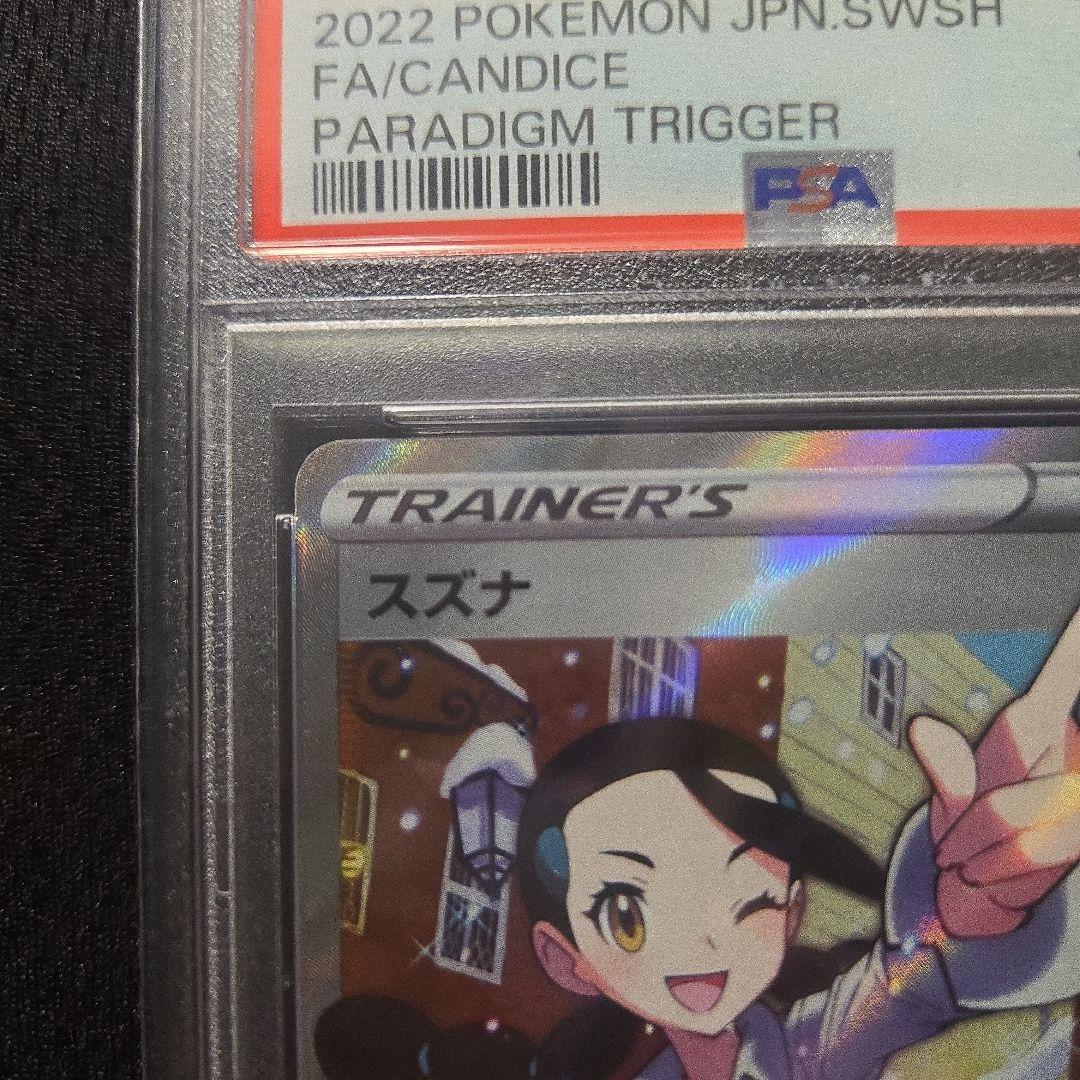 2022 POKEMON JPN.SWSH
FA/CANDICE
PARADIGM TRIGGER
PSA
TRAINER'S
スズナ